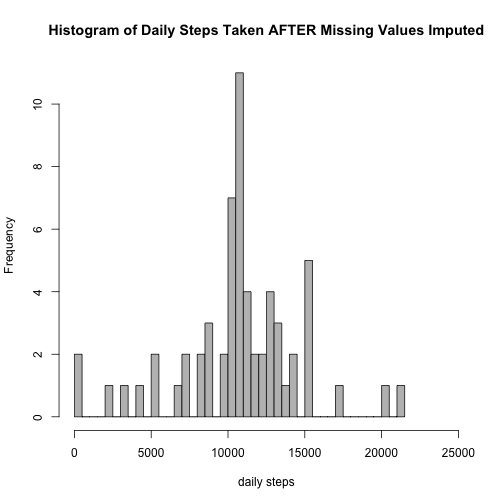 Histogram of Daily Steps Taken AFTER Missing Values Imputed
Frequency
10
8
6
4
2
0
0 5000 10000 15000 20000 25000
daily steps